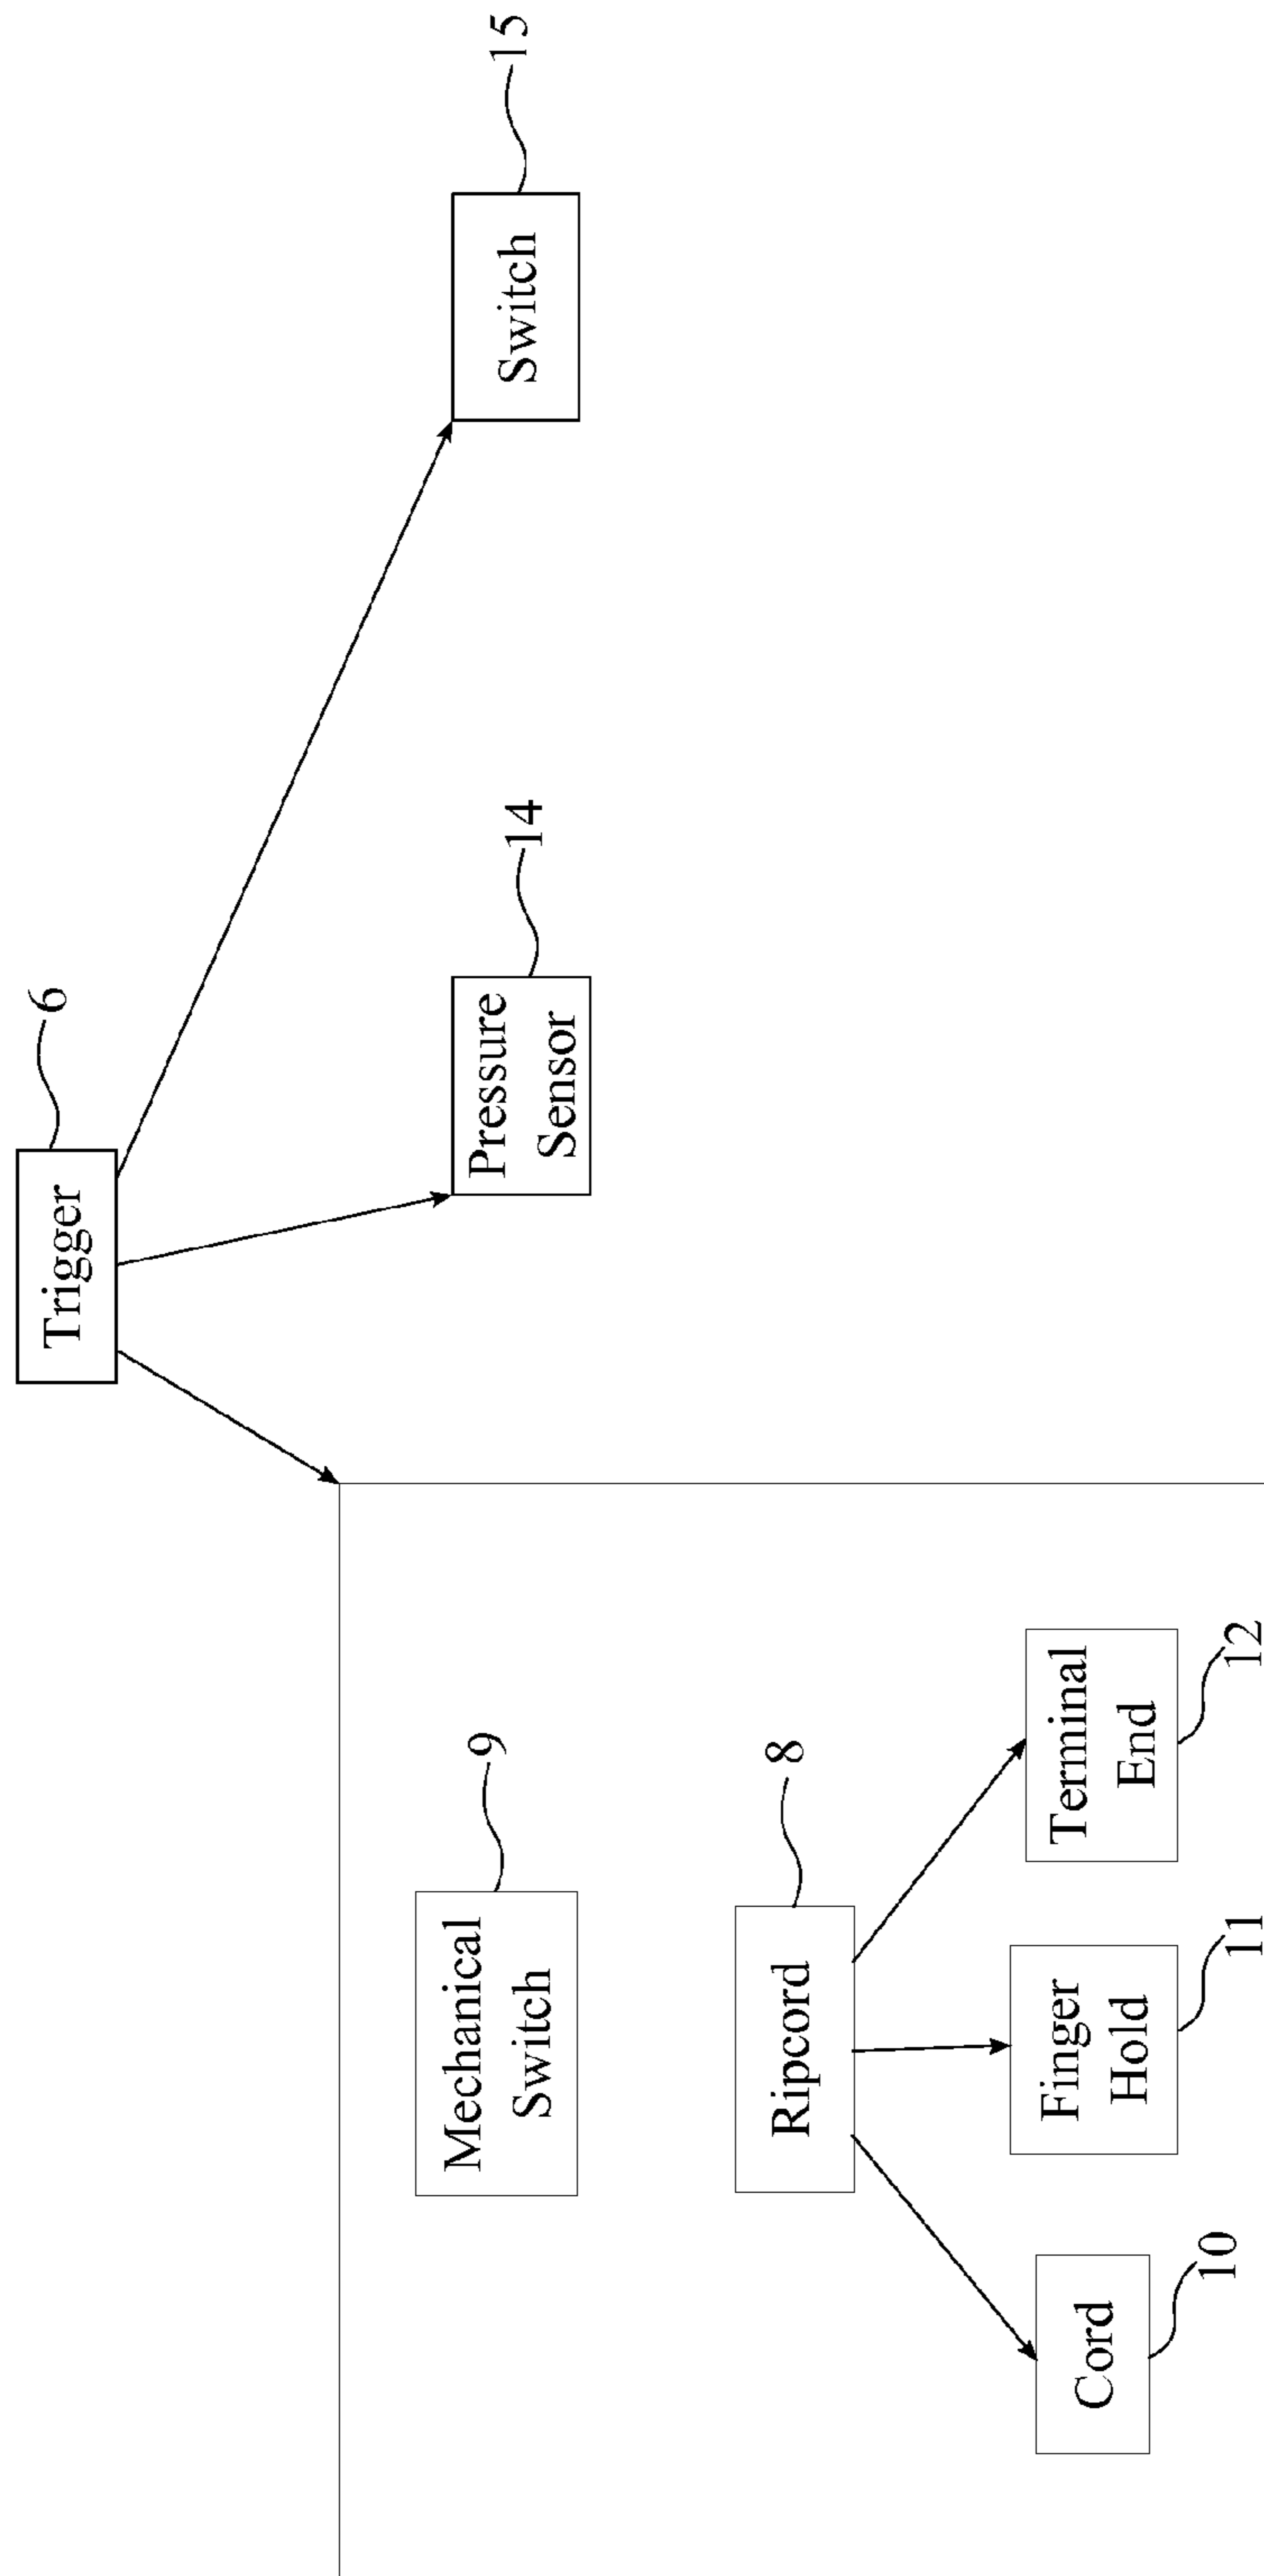 6
Trigger
15
Switch
14
Pressure
Sensor
9
Mechanical
Switch
8
Ripcord
Cord
10
Finger
Hold
11
Terminal
End
12